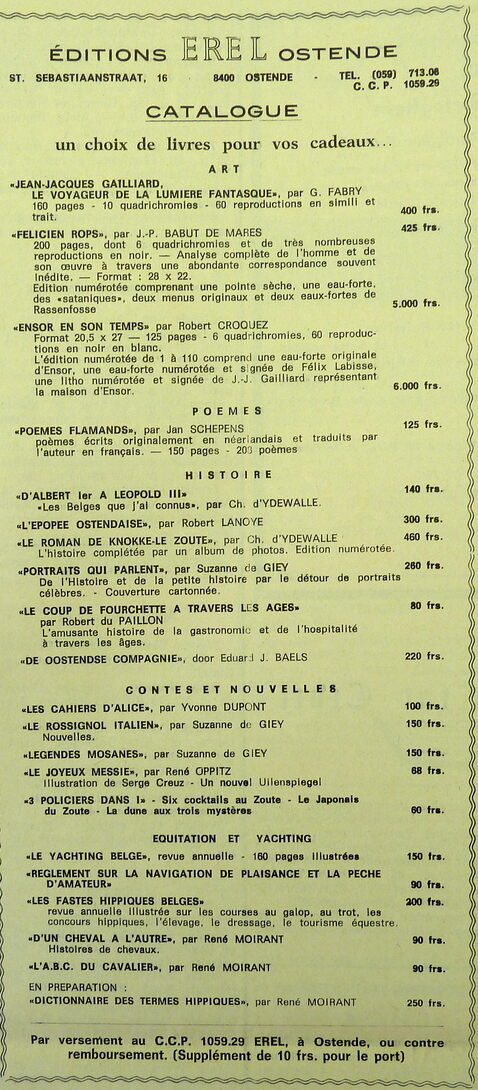 ÉDITIONS EREL OSTENDE
ST. SEBASTIAANSTRAAT, 16 - 8400 OSTENDE - TEL. (059) 713.08
C. C. P. 1059.29
CATALOGUE
un choix de livres pour vos cadeaux...
ART
«JEAN-JACQUES GAILLIARD,
LE VOYAGEUR DE LA LUMIERE FANTASQUE», par G. FABRY
160 pages - 10 quadrichromies - 60 reproductions en simili et
trait. 400 frs.
«FELICIEN ROPS», par J.-P. BABUT DE MARES 425 frs.
200 pages, dont 6 quadrichromies et de très nombreuses
reproductions en noir. — Analyse complète de l'homme et de
son œuvre à travers une abondante correspondance souvent
inédite. — Format : 28 x 22.
Edition numérotée comprenant une pointe sèche, une eau-forte,
des «sataniques», deux menus originaux et deux eaux-fortes de
Rassenfosse 5.000 frs.
«ENSOR EN SON TEMPS» par Robert CROQUEZ
Format 20,5 x 27 — 125 pages - 6 quadrichromies, 60 reproduc-
tions en noir en blanc.
L'édition numérotée de 1 à 110 comprend une eau-forte originale
d'Ensor, une eau-forte numérotée et signée de Félix Labisse,
une litho numérotée et signée de J.-J. Gailliard représentant
la maison d'Ensor. 6.000 frs.
POEMES
«POEMES FLAMANDS», par Jan SCHEPENS 125 frs.
poèmes écrits originalement en néerlandais et traduits par
l'auteur en français. — 150 pages - 203 poèmes
HISTOIRE
«D'ALBERT Ier A LEOPOLD III» 140 frs.
«Les Belges que j'ai connus», par Ch. d'YDEWALLE.
«L'EPOPEE OSTENDAISE», par Robert LANOYE 300 frs.
«LE ROMAN DE KNOKKE-LE ZOUTE», par Ch. d'YDEWALLE 460 frs.
L'histoire complétée par un album de photos. Edition numérotée.
«PORTRAITS QUI PARLENT», par Suzanne de GIEY 260 frs.
De l'Histoire et de la petite histoire par le détour de portraits
célèbres. - Couverture cartonnée.
«LE COUP DE FOURCHETTE A TRAVERS LES AGES» 80 frs.
par Robert du PAILLON
L'amusante histoire de la gastronomie et de l'hospitalité
à travers les âges.
«DE OOSTENDSE COMPAGNIE», door Eduard J. BAELS 220 frs.
CONTES ET NOUVELLES
«LES CAHIERS D'ALICE», par Yvonne DUPONT 100 frs.
«LE ROSSIGNOL ITALIEN», par Suzanne de GIEY 150 frs.
Nouvelles.
«LEGENDES MOSANES», par Suzanne de GIEY 150 frs.
«LE JOYEUX MESSIE», par René OPPITZ 68 frs.
Illustration de Serge Creuz - Un nouvel Uilenspiegel
«3 POLICIERS DANS I» - Six cocktails au Zoute - Le Japonais
du Zoute - La dune aux trois mystères 60 frs.
EQUITATION ET YACHTING
«LE YACHTING BELGE», revue annuelle - 160 pages illustrées 150 frs.
«REGLEMENT SUR LA NAVIGATION DE PLAISANCE ET LA PECHE
D'AMATEUR» 90 frs.
«LES FASTES HIPPIQUES BELGES» 200 frs.
revue annuelle illustrée sur les courses au galop, au trot, les
concours hippiques, l'élevage, le dressage, le tourisme équestre.
«D'UN CHEVAL A L'AUTRE», par René MOIRANT 90 frs.
Histoires de chevaux.
«L'A.B.C. DU CAVALIER», par René MOIRANT 90 frs.
EN PREPARATION :
«DICTIONNAIRE DES TERMES HIPPIQUES», par René MOIRANT 250 frs.
Par versement au C.C.P. 1059.29 EREL, à Ostende, ou contre
remboursement. (Supplément de 10 frs. pour le port)